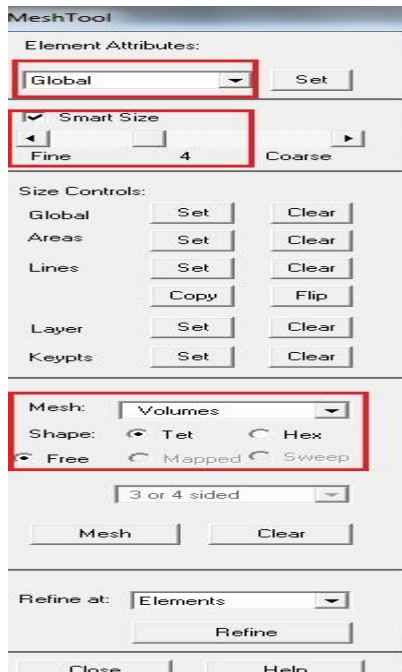 MeshTool
Element Attributes:
Global Set
Smart Size
Fine 4 Coarse
Size Controls:
Global Set Clear
Areas Set Clear
Lines Set Clear
Copy Flip
Layer Set Clear
Keypts Set Clear
Mesh: Volumes
Shape: Tet Hex
Free Mapped Sweep
3 or 4 sided
Mesh Clear
Refine at: Elements
Refine
Close Help